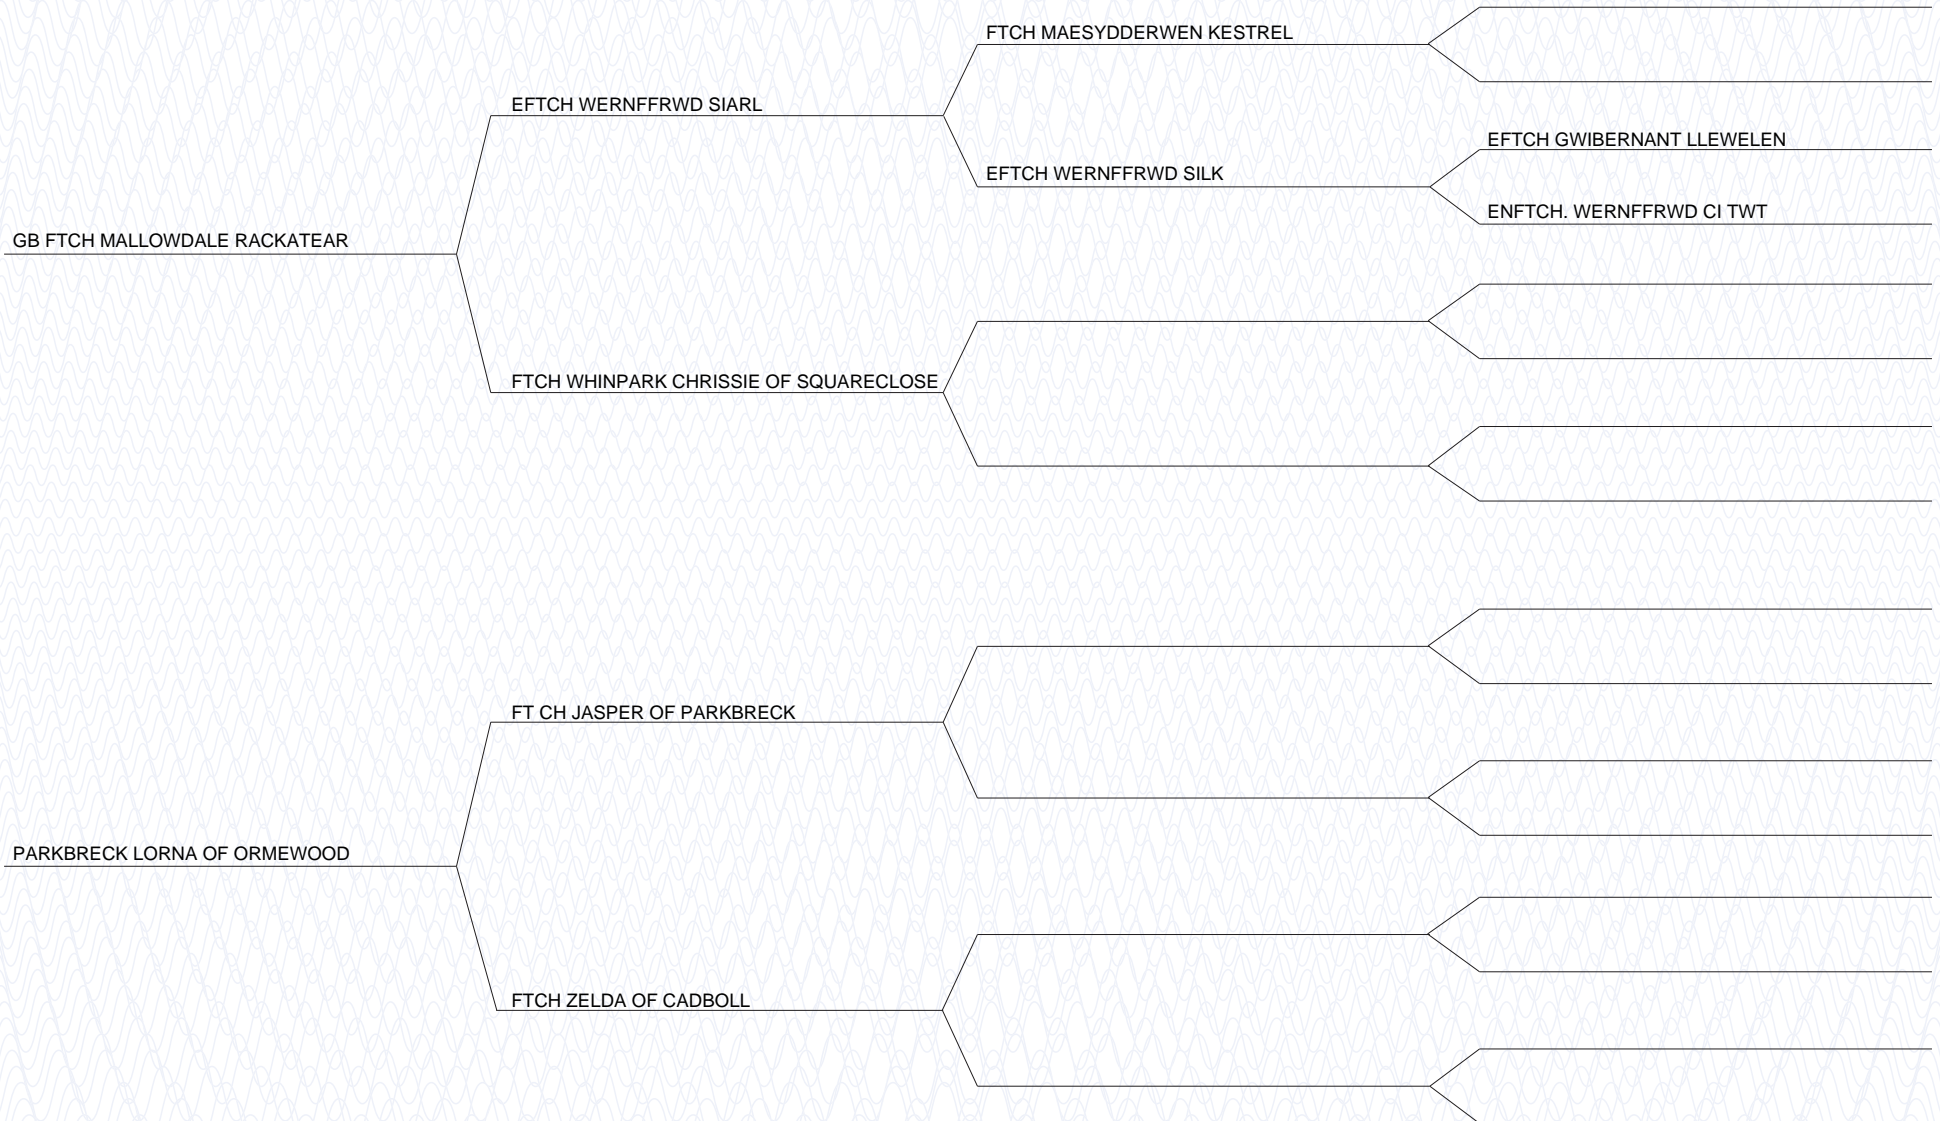 FTCH MAESYDDERWEN KESTREL
EFTCH WERNFFRWD SIARL
EFTCH GWIBERNANT LLEWELEN
EFTCH WERNFFRWD SILK
ENFTCH. WERNFFRWD CI TWT
GB FTCH MALLOWDALE RACKATEAR
FTCH WHINPARK CHRISSIE OF SQUARECLOSE
FT CH JASPER OF PARKBRECK
PARKBRECK LORNA OF ORMEWOOD
FTCH ZELDA OF CADBOLL